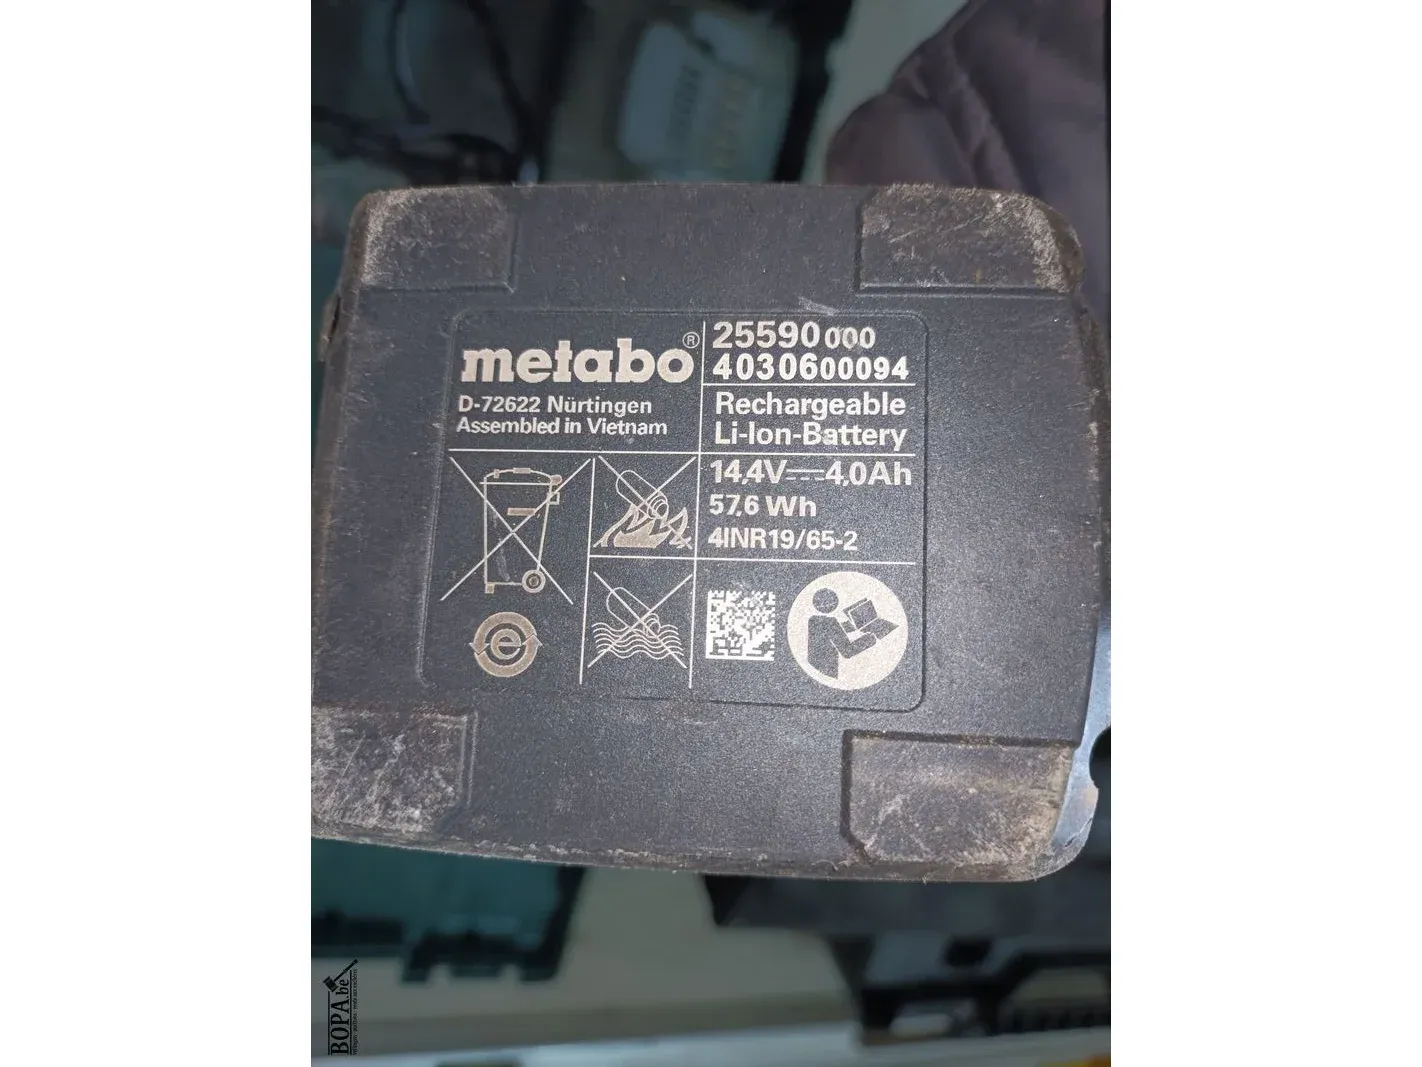 metabo®
D-72622 Nürtingen
Assembled in Vietnam
25590 000
4030600094
Rechargeable
Li-Ion-Battery
14,4V⎓4,0Ah
57,6 Wh
4INR19/65-2
e
BOPA.be